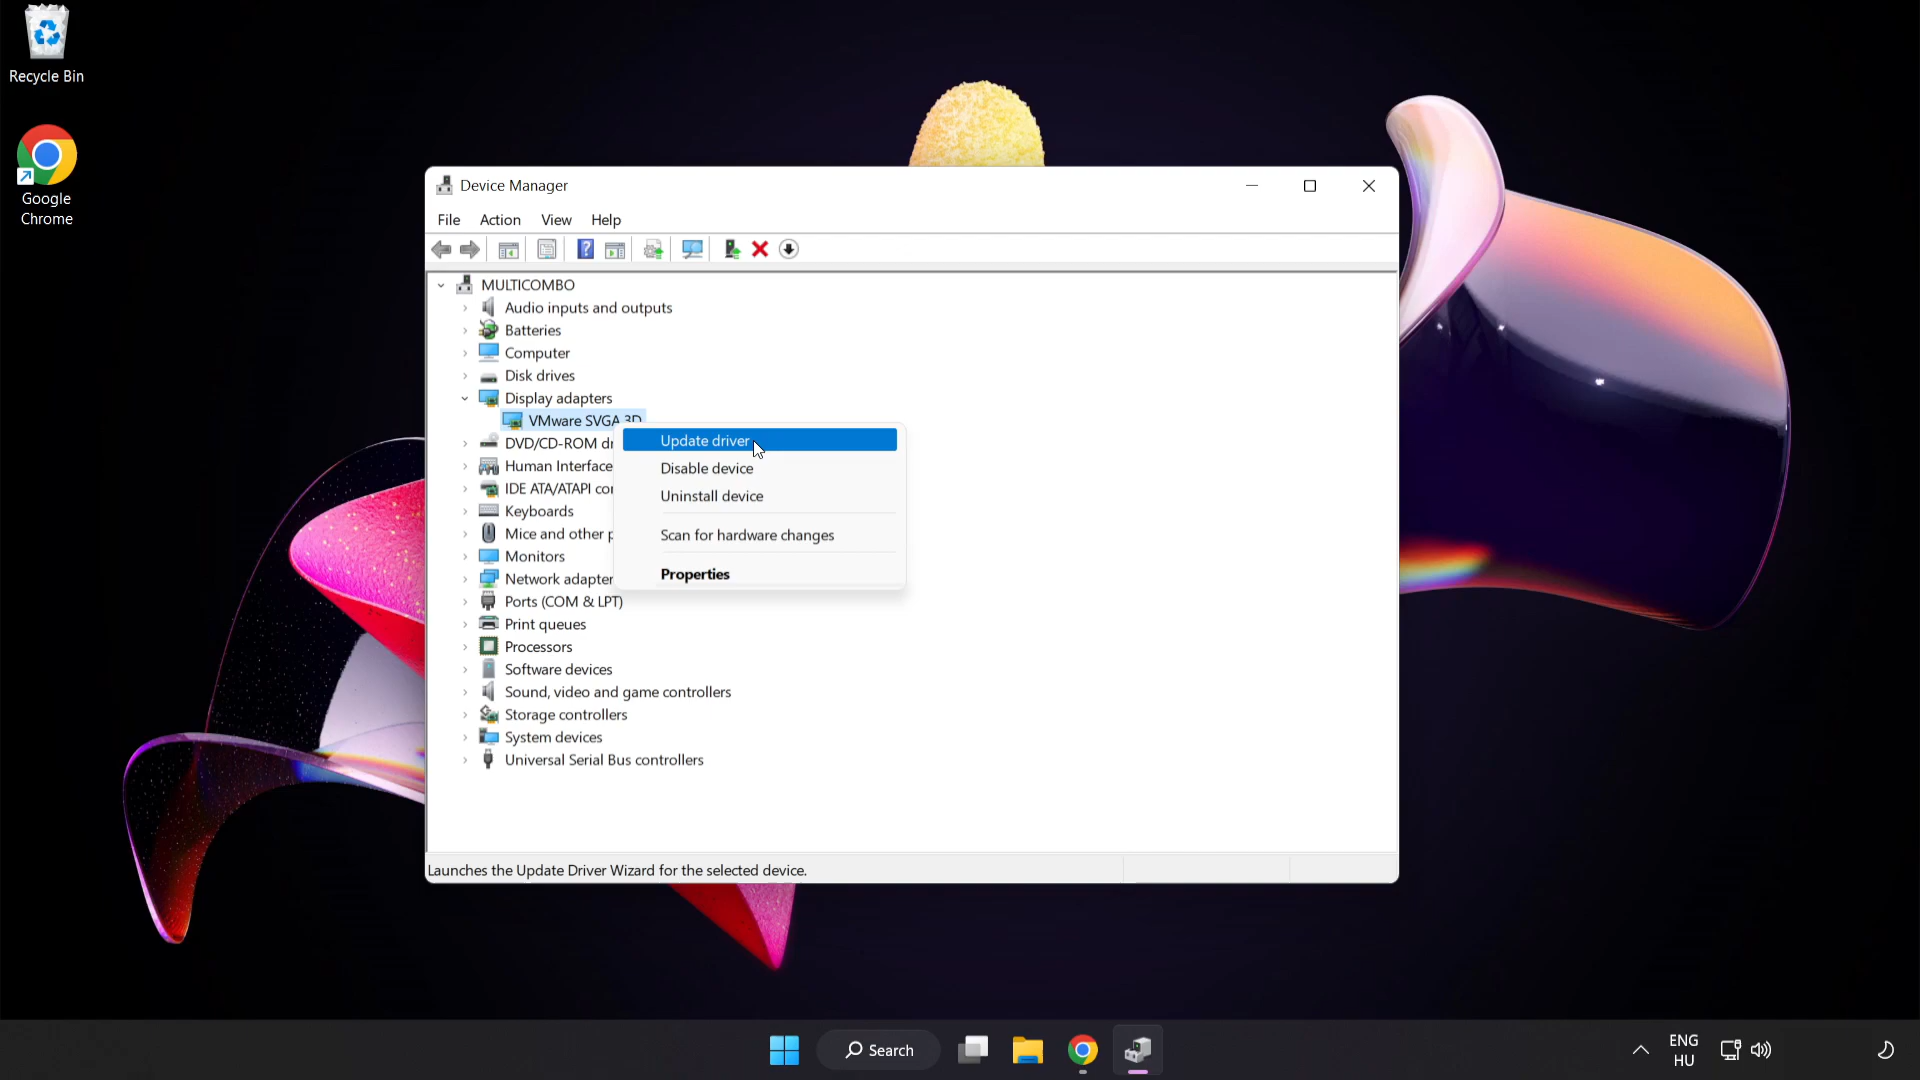 Recycle Bin
Google
Chrome
Device Manager
File Action View Help
MULTICOMBO
Audio inputs and outputs
Batteries
Computer
Disk drives
Display adapters
VMware SVGA 3D
DVD/CD-ROM
Human Interface
IDE ATA/ATAPI
Keyboards
Mice and other
Monitors
Network
Ports (COM & LPT)
Print queues
Processors
Software devices
Sound, video and game controllers
Storage controllers
System devices
Universal Serial Bus controllers
Update driver
Disable device
Uninstall device
Scan for hardware changes
Properties
Launches the Update Driver Wizard for the selected device.
Search
ENG
HU